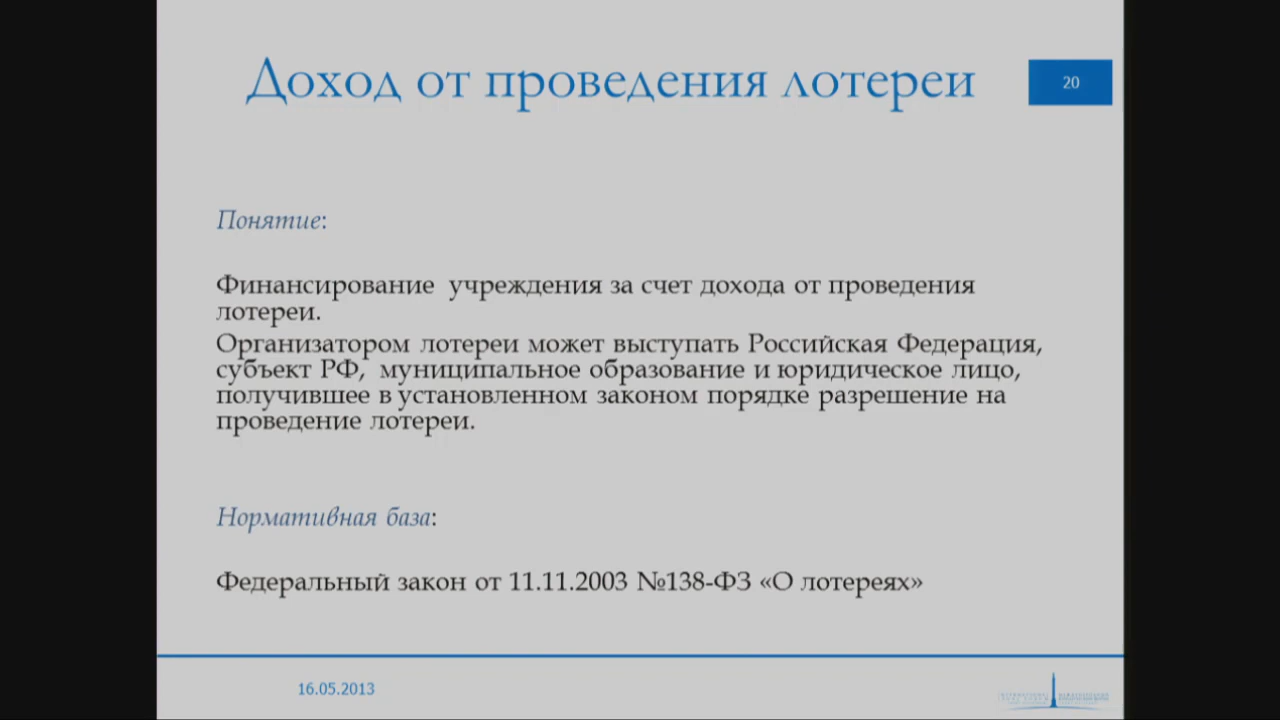 Доход от проведения лотереи
20
Понятие:
Финансирование учреждения за счет дохода от проведения
лотереи.
Организатором лотереи может выступать Российская Федерация,
субъект РФ, муниципальное образование и юридическое лицо,
получившее в установленном законом порядке разрешение на
проведение лотереи.
Нормативная база:
Федеральный закон от 11.11.2003 №138-ФЗ «О лотереях»
16.05.2013